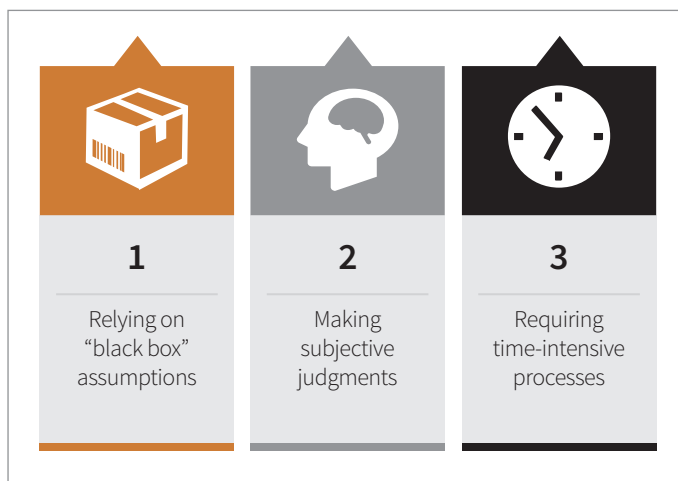 1
Relying on
“black box”
assumptions
2
Making
subjective
judgments
3
Requiring
time-intensive
processes